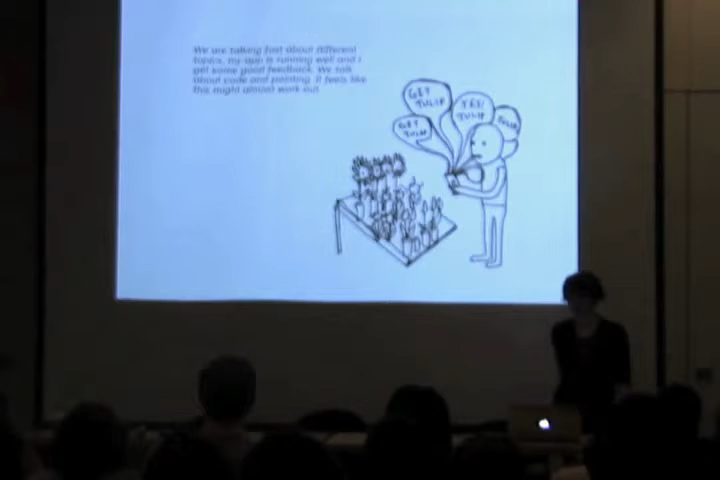 We are talking fast about different
topics, my app is running well and I
get some good feedback. We talk
about code and painting. It feels like
this might almost work out.
GET
TULIP
YES!
TULIP
TULIP
GET
TULIP